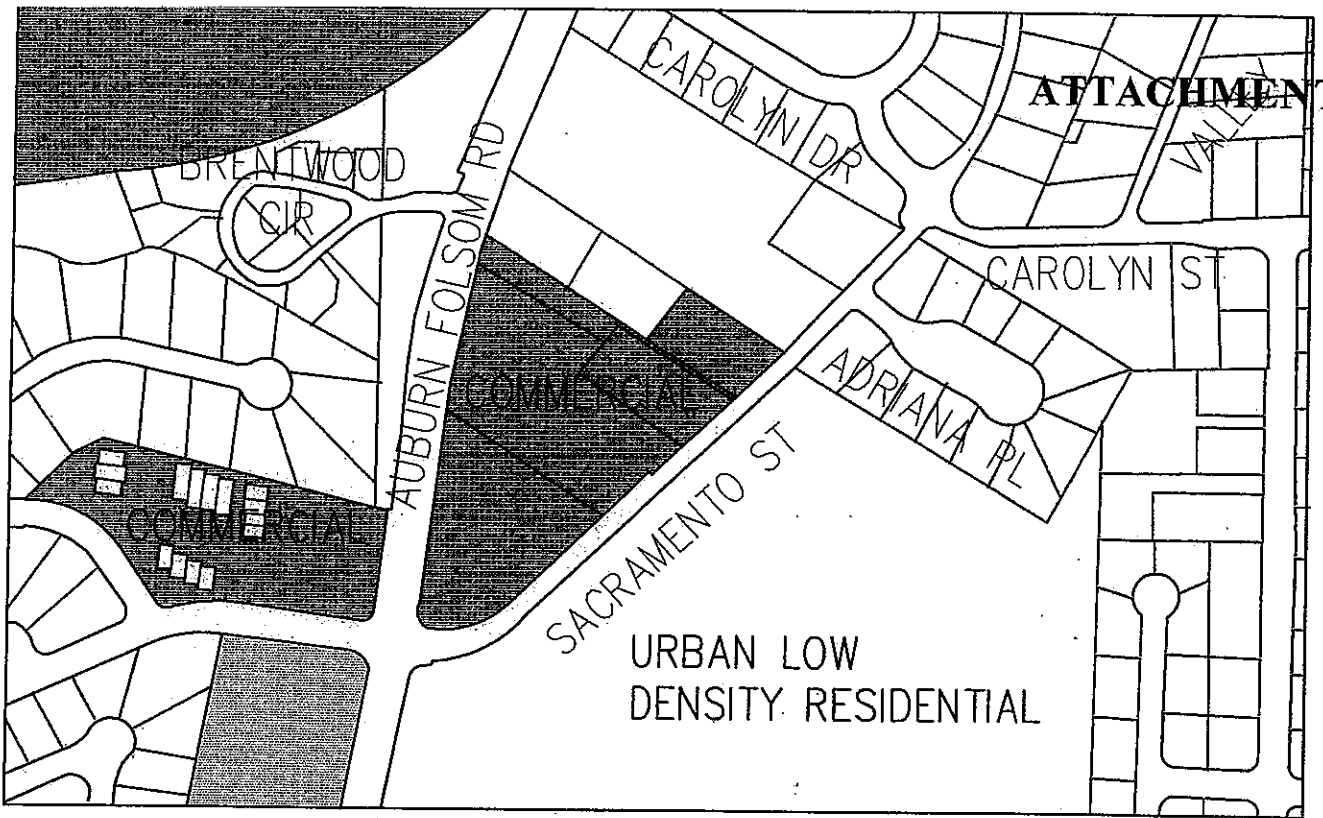 ATTACHMENT
CAROLYN DR
VALLEY
BRENTWOOD
CIR
AUBURN FOLSOM RD
CAROLYN ST
COMMERCIAL
ADRIANA PL
COMMERCIAL
SACRAMENTO ST
URBAN LOW
DENSITY RESIDENTIAL